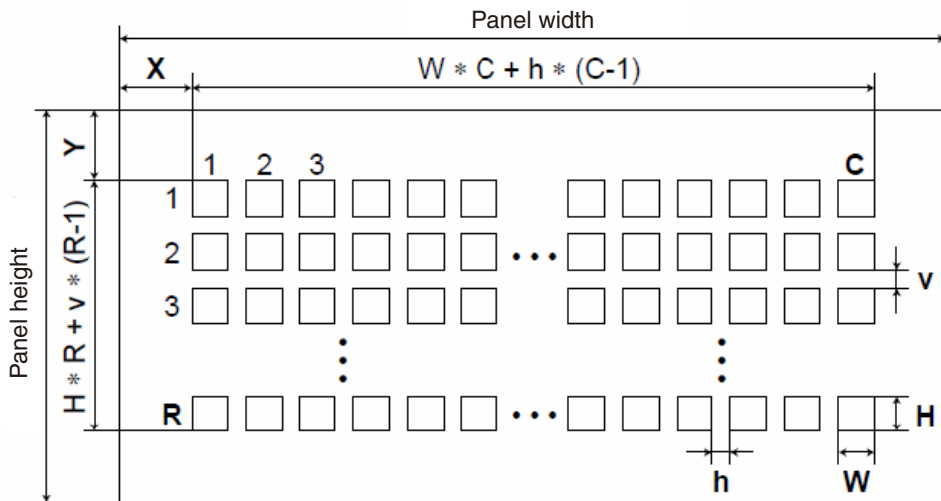 Panel width
X
W * C + h * (C-1)
Y
1 2 3 C
1
2
3
R
...
...
v
H
h
W
Panel height
H * R + v * (R-1)